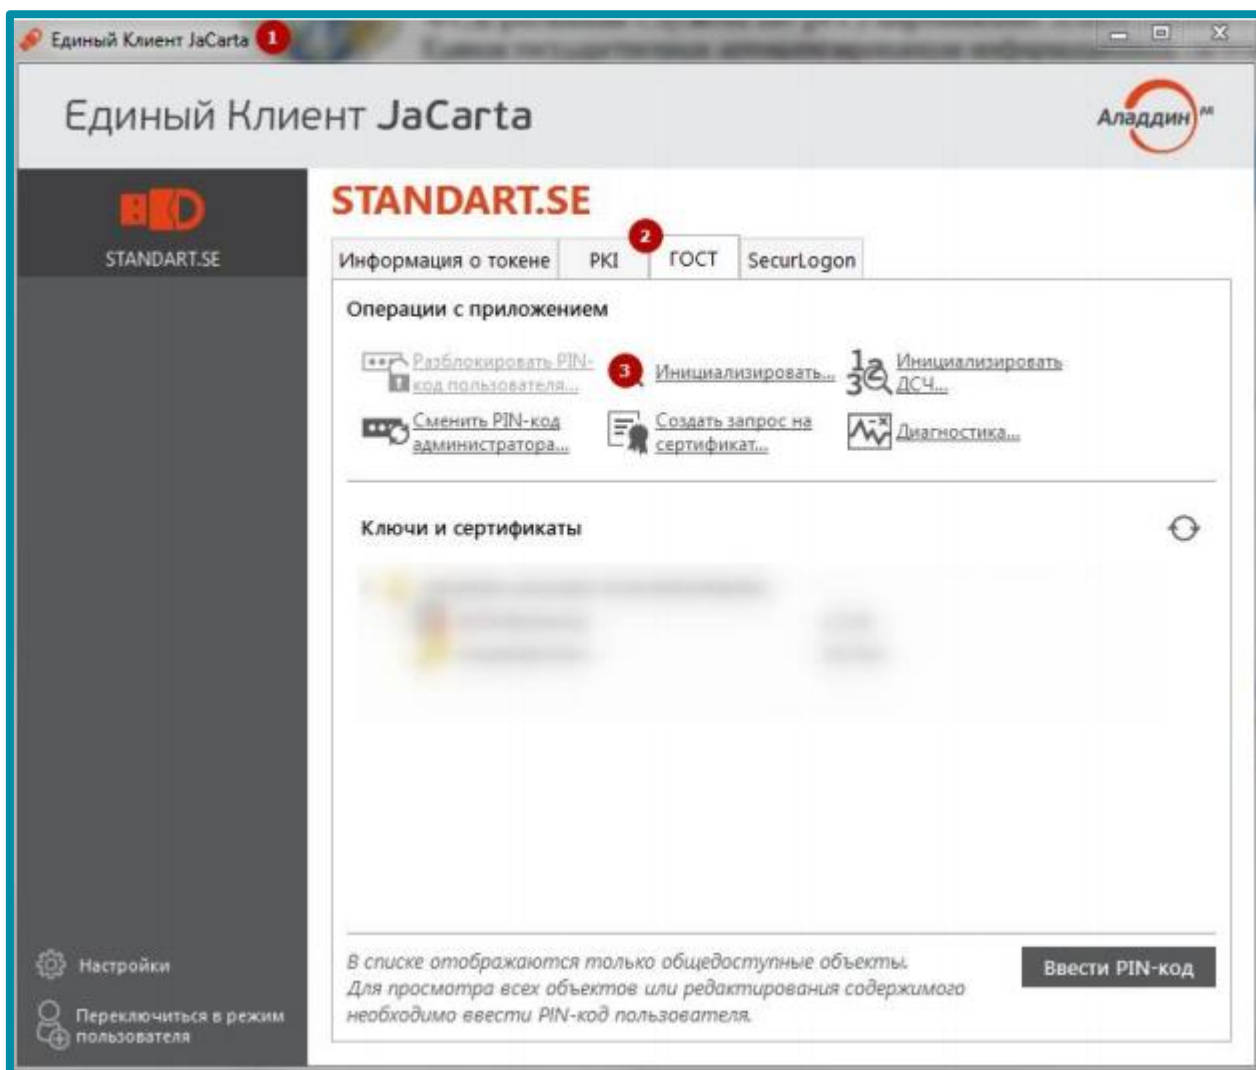 Единый Клиент JaCarta 1
Единый Клиент JaCarta
Аладдин
STANDART.SE
STANDART.SE
2
Информация о токене PKI ГОСТ SecurLogon
Операции с приложением
Разблокировать PIN-
код пользователя...
3 Инициализировать...
Инициализировать
ДСЧ...
Сменить PIN-код
администратора...
Создать запрос на
сертификат...
Диагностика...
Ключи и сертификаты
Настройки
Переключиться в режим
пользователя
В списке отображаются только общедоступные объекты.
Для просмотра всех объектов или редактирования содержимого
необходимо ввести PIN-код пользователя.
Ввести PIN-код